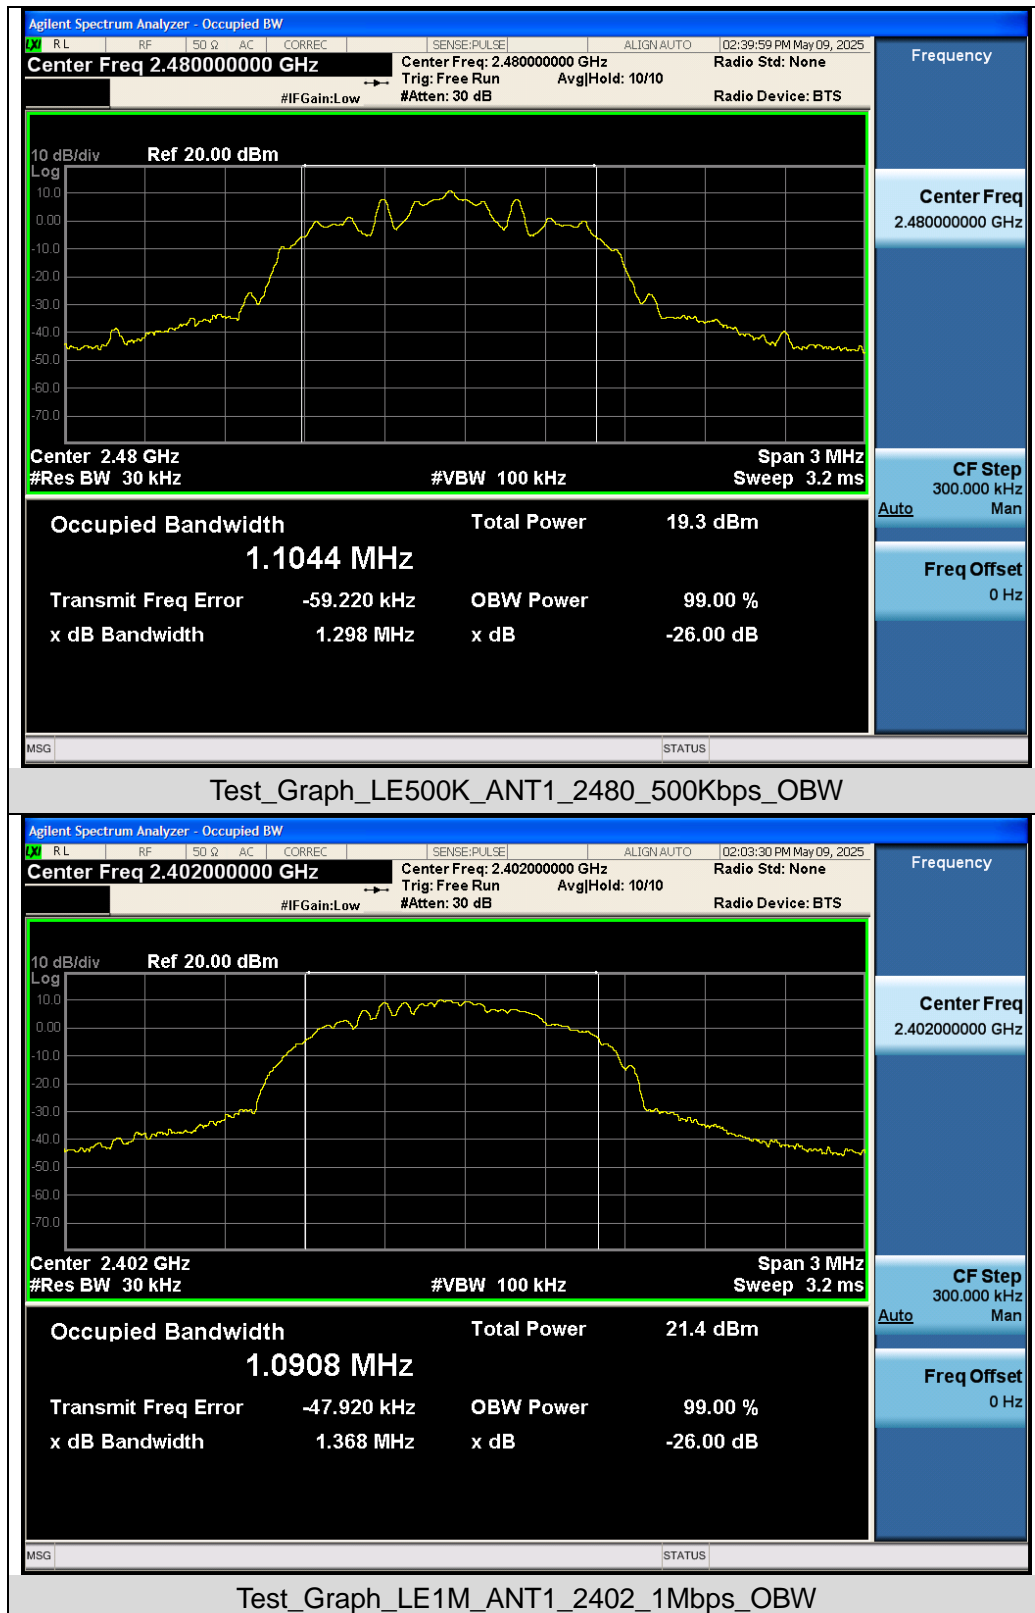 Agilent Spectrum Analyzer - Occupied BW
LXI RL RF 50 Ω AC CORREC SENSE:PULSE ALIGN AUTO 02:39:59 PM May 09, 2025
Center Freq 2.480000000 GHz
Center Freq: 2.480000000 GHz Radio Std: None
Trig: Free Run Avg|Hold: 10/10
#IFGain:Low #Atten: 30 dB Radio Device: BTS
Frequency
10 dB/div Ref 20.00 dBm
Log
10.0
0.00
-10.0
-20.0
-30.0
-40.0
-50.0
-60.0
-70.0
Center Freq
2.480000000 GHz
Center 2.48 GHz Span 3 MHz
#Res BW 30 kHz #VBW 100 kHz Sweep 3.2 ms
CF Step
300.000 kHz
Auto Man
Occupied Bandwidth Total Power 19.3 dBm
1.1044 MHz
Freq Offset
0 Hz
Transmit Freq Error -59.220 kHz OBW Power 99.00 %
x dB Bandwidth 1.298 MHz x dB -26.00 dB
MSG STATUS
Test_Graph_LE500K_ANT1_2480_500Kbps_OBW
Agilent Spectrum Analyzer - Occupied BW
LXI RL RF 50 Ω AC CORREC SENSE:PULSE ALIGN AUTO 02:03:30 PM May 09, 2025
Center Freq 2.402000000 GHz
Center Freq: 2.402000000 GHz Radio Std: None
Trig: Free Run Avg|Hold: 10/10
#IFGain:Low #Atten: 30 dB Radio Device: BTS
Frequency
10 dB/div Ref 20.00 dBm
Log
10.0
0.00
-10.0
-20.0
-30.0
-40.0
-50.0
-60.0
-70.0
Center Freq
2.402000000 GHz
Center 2.402 GHz Span 3 MHz
#Res BW 30 kHz #VBW 100 kHz Sweep 3.2 ms
CF Step
300.000 kHz
Auto Man
Occupied Bandwidth Total Power 21.4 dBm
1.0908 MHz
Freq Offset
0 Hz
Transmit Freq Error -47.920 kHz OBW Power 99.00 %
x dB Bandwidth 1.368 MHz x dB -26.00 dB
MSG STATUS
Test_Graph_LE1M_ANT1_2402_1Mbps_OBW